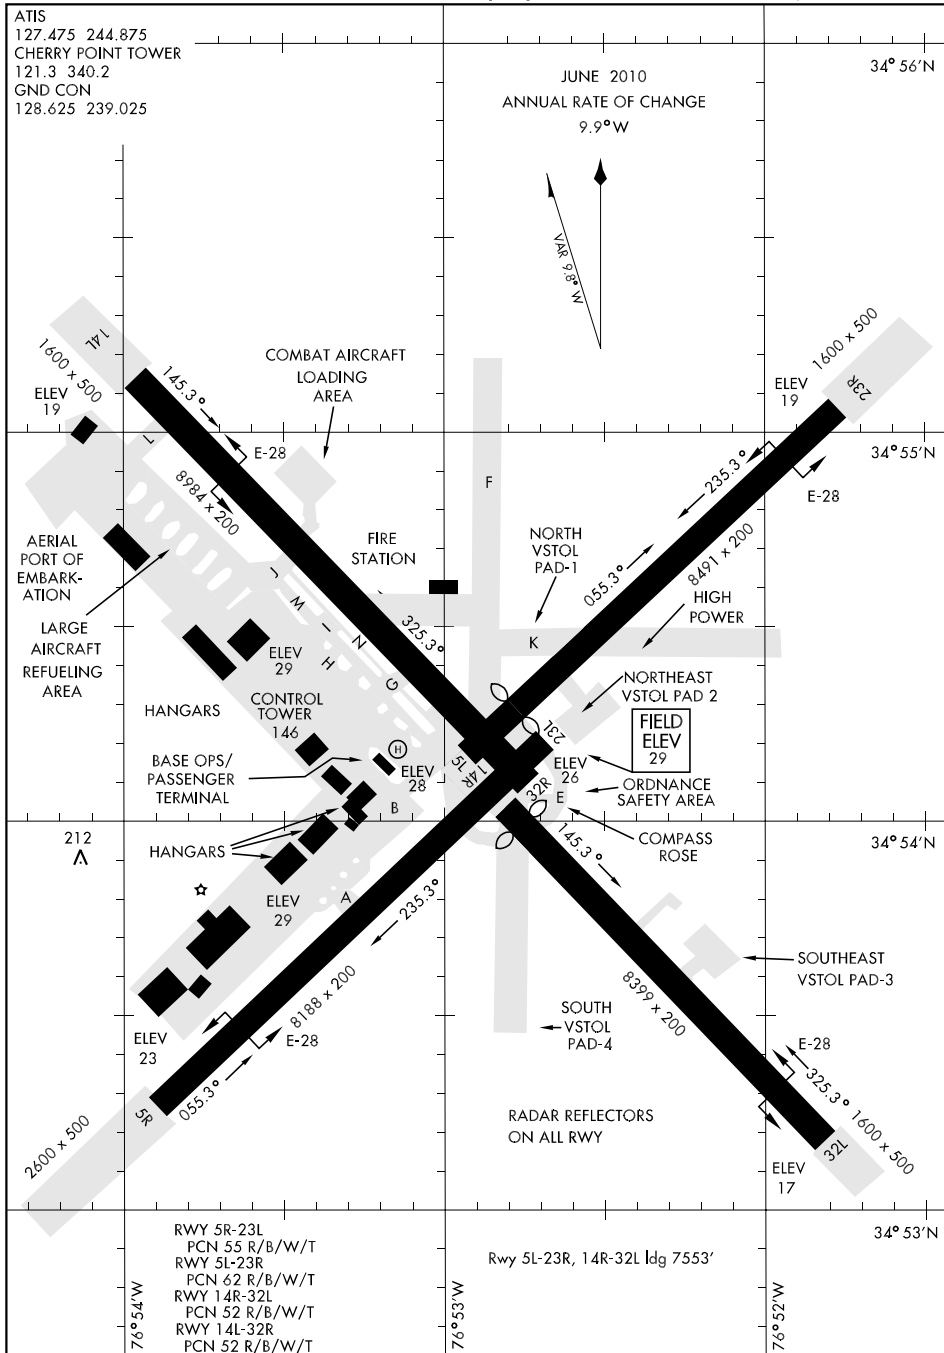 ATIS
127.475 244.875
CHERRY POINT TOWER
121.3 340.2
GND CON
128.625 239.025
JUNE 2010
ANNUAL RATE OF CHANGE
9.9° W
VAR 9.8° W
34° 56'N
14L
1600 x 500
ELEV
19
145.3°
E-28
8984 x 200
COMBAT AIRCRAFT
LOADING
AREA
L
1600 x 500
23R
ELEV
19
34° 55'N
235.3°
E-28
F
055.3°
8491 x 200
NORTH
VSTOL
PAD-1
HIGH
POWER
FIRE
STATION
AERIAL
PORT OF
EMBARK-
ATION
LARGE
AIRCRAFT
REFUELING
AREA
J
W
I
H
N
G
325.3°
K
ELEV
29
CONTROL
TOWER
146
HANGARS
NORTHEAST
VSTOL PAD 2
FIELD
ELEV
29
23L
ELEV
26
H
BASE OPS/
PASSENGER
TERMINAL
ELEV
28
5L
14R
32R
E
ORDNANCE
SAFETY AREA
B
COMPASS
ROSE
34° 54'N
212
HANGARS
145.3°
ELEV
29
A
235.3°
SOUTHEAST
VSTOL PAD-3
8188 x 200
8399 x 200
SOUTH
VSTOL
PAD-4
ELEV
23
E-28
055.3°
5R
2600 x 500
E-28
325.3°
1600 x 500
32L
ELEV
17
RADAR REFLECTORS
ON ALL RWY
34° 53'N
RWY 5R-23L
PCN 55 R/B/W/T
RWY 5L-23R
PCN 62 R/B/W/T
RWY 14R-32L
PCN 52 R/B/W/T
RWY 14L-32R
PCN 52 R/B/W/T
Rwy 5L-23R, 14R-32L ldg 7553'
76° 54'W
76° 53'W
76° 52'W